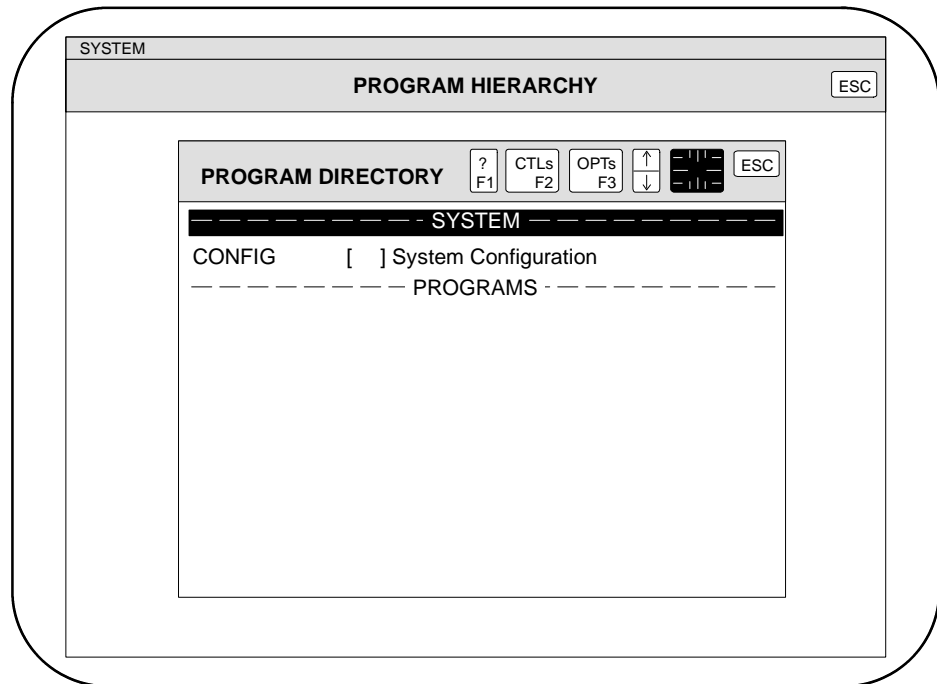 SYSTEM
PROGRAM HIERARCHY ESC
PROGRAM DIRECTORY ? F1 CTLs F2 OPTs F3 ↑ ↓ ESC
— — — — — — — — - SYSTEM — — — — — — — — —
CONFIG [ ] System Configuration
— — — — — — — — PROGRAMS - — — — — — — — —